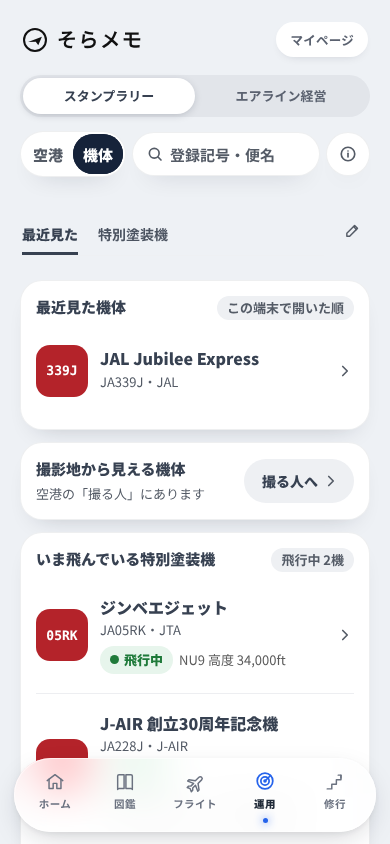 そらメモ
マイページ
スタンプラリー
エアライン経営
空港
機体
登録記号・便名
最近見た
特別塗装機
最近見た機体
この端末で開いた順
339J
JAL Jubilee Express
JA339J・JAL
撮影地から見える機体
空港の「撮る人」にあります
撮る人へ
いま飛んでいる特別塗装機
飛行中 2機
05RK
ジンベエジェット
JA05RK・JTA
飛行中
NU9 高度 34,000ft
J-AIR 創立30周年記念機
JA228J・J-AIR
ホーム
図鑑
フライト
運用
修行